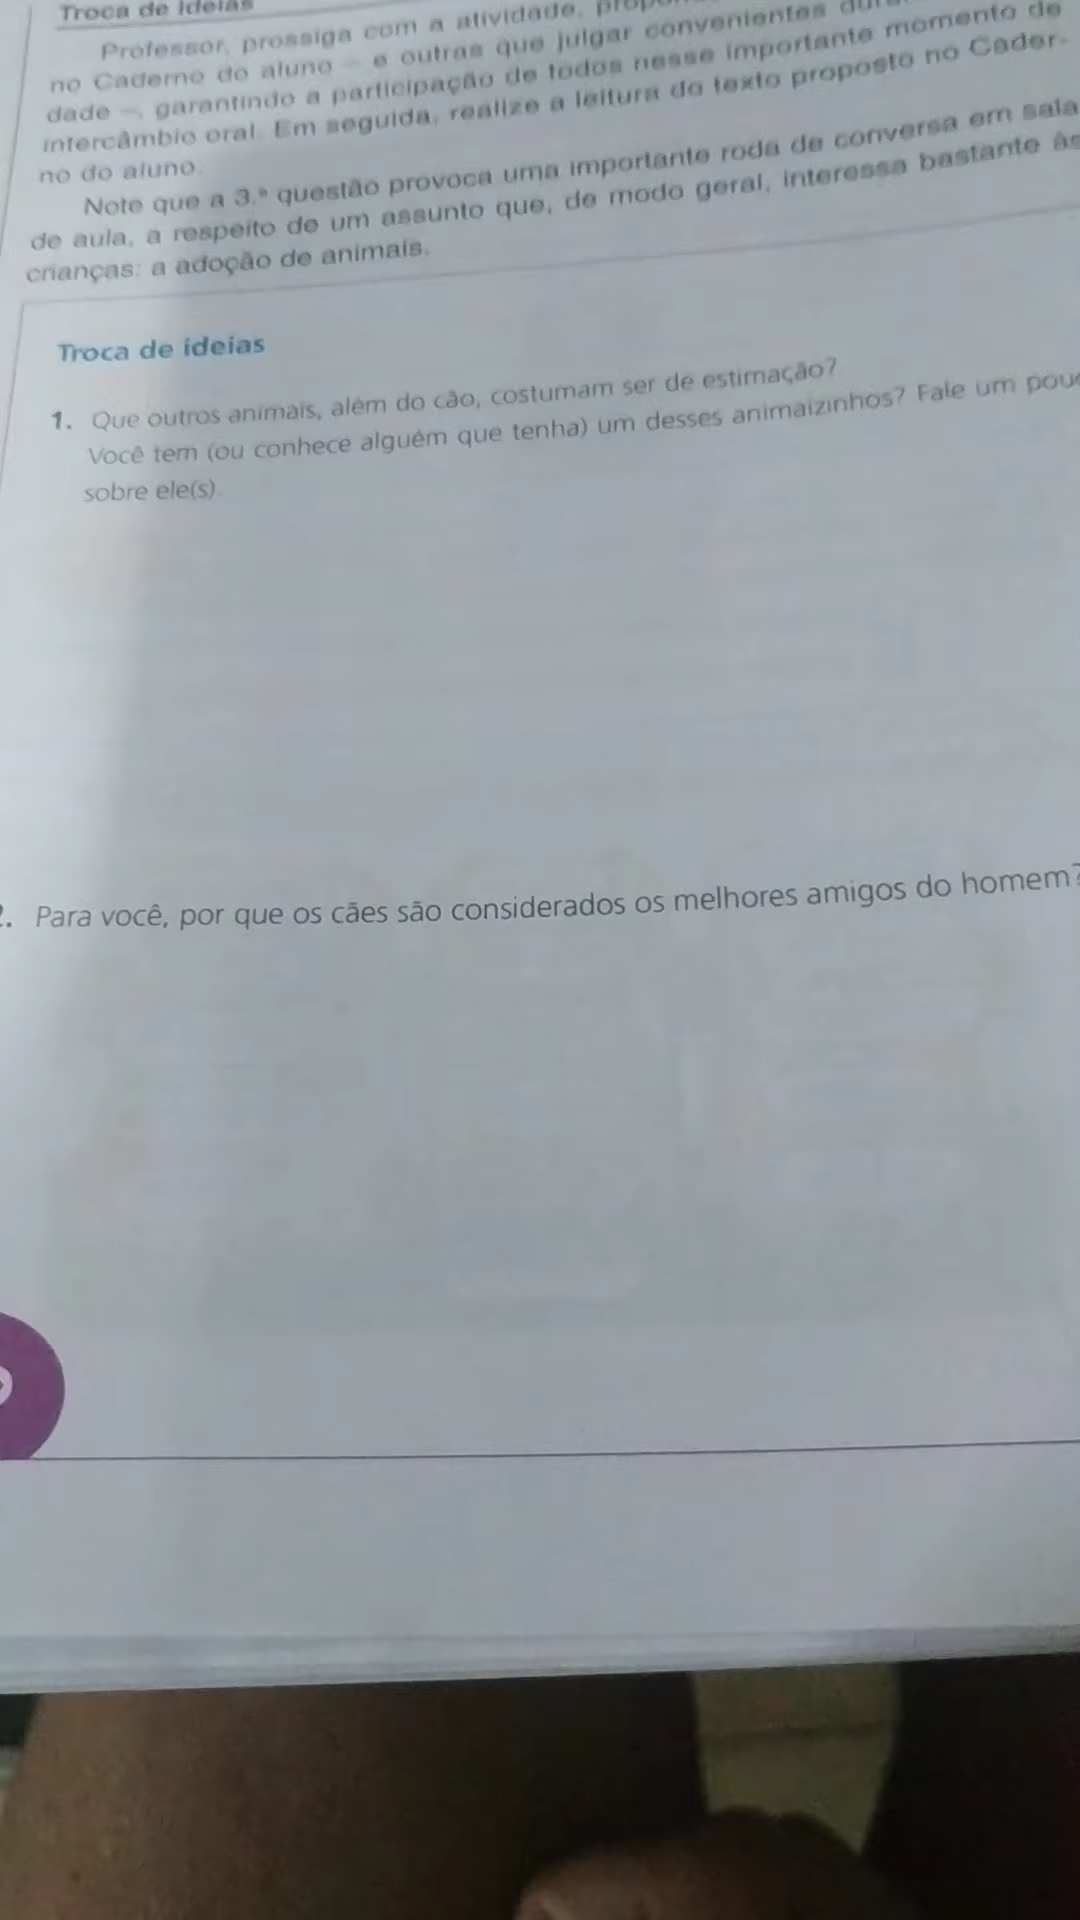 Troca de ideias
Professor, prossiga com a atividade,
no Caderno do aluno – e outras que julgar convenientes
dade –, garantindo a participação de todos nesse importante momento de
intercâmbio oral. Em seguida, realize a leitura do texto proposto no Cader-
no do aluno.
Note que a 3.ª questão provoca uma importante roda de conversa em sala
de aula, a respeito de um assunto que, de modo geral, interessa bastante às
crianças: a adoção de animais.
Troca de ideias
1. Que outros animais, além do cão, costumam ser de estimação?
Você tem (ou conhece alguém que tenha) um desses animaizinhos? Fale um pouc
sobre ele(s).
2. Para você, por que os cães são considerados os melhores amigos do homem?